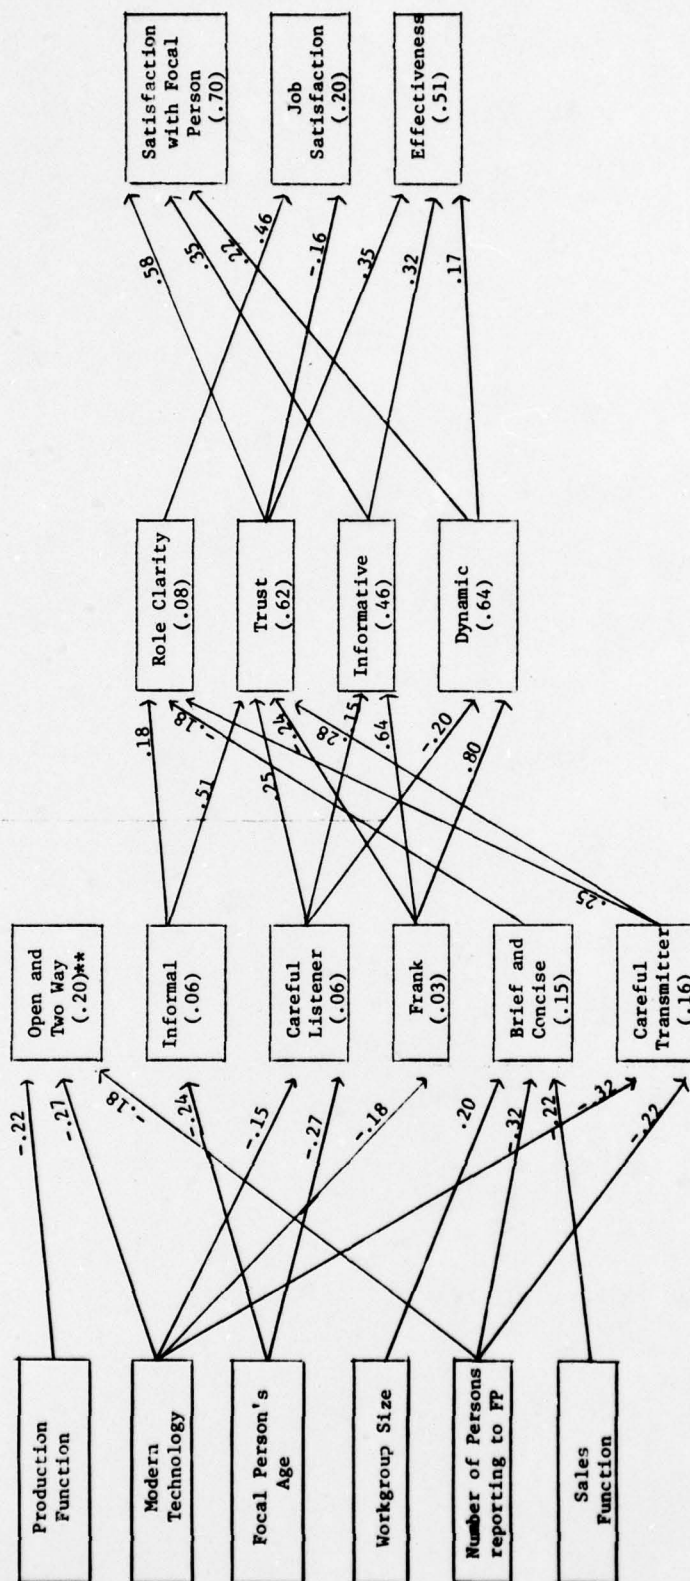 Production
Function
Modern
Technology
Focal Person's
Age
Workgroup Size
Number of Persons
reporting to FP
Sales
Function
-.22
-.27
-.18
-.24
-.15
-.27
-.18
.20
-.32
-.22
-.32
-.22
Open and
Two Way
(.20)**
Informal
(.06)
Careful
Listener
(.06)
Frank
(.03)
Brief and
Concise
(.15)
Careful
Transmitter
(.16)
.18
-.18
.51
.25
-.24
.28
.15
.64
-.20
.80
.25
Role Clarity
(.08)
Trust
(.62)
Informative
(.46)
Dynamic
(.64)
.58
.35
.22
.46
-.16
.35
.32
.17
Satisfaction
with Focal
Person
(.70)
Job
Satisfaction
(.20)
Effectiveness
(.51)